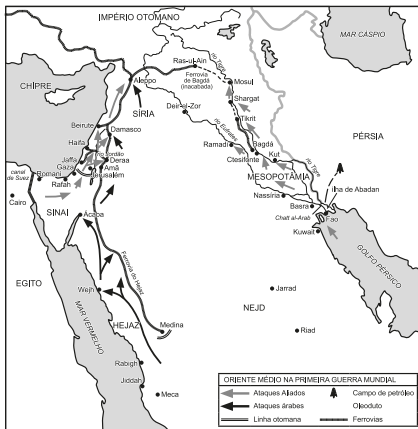 IMPÉRIO OTOMANO
MAR CÁSPIO
Ras-ul-Ain
rio Tigre
Aleppo
Ferrovia de
Bagdá
(inacabada)
Mosul
CHIPRE
SÍRIA
Shargat
Deir-el-Zor
Tikrit
Beirute
rio Eufrates
PÉRSIA
Damasco
Haifa
rio Jordão
Ramadi
Bagdá
Kut
Jaffa
Deraa
Ctesifonte
rio Tigre
canal
de Suez
Gaza
Amã
Romani
Jerusalém
MESOPOTÂMIA
ilha de Abadan
Rafah
Nassiria
Basra
Cairo
SINAI
Chatt al-Arab
Fao
Ácaba
Kuwait
EGITO
Ferrovia do Hejaz
GOLFO PÉRSICO
Wejh
Jarrad
MAR VERMELHO
HEJAZ
Medina
NEJD
Riad
Rabigh
Jiddah
Meca
ORIENTE MÉDIO NA PRIMEIRA GUERRA MUNDIAL
Ataques Aliados
Campo de petróleo
Ataques árabes
Oleoduto
Linha otomana
Ferrovias